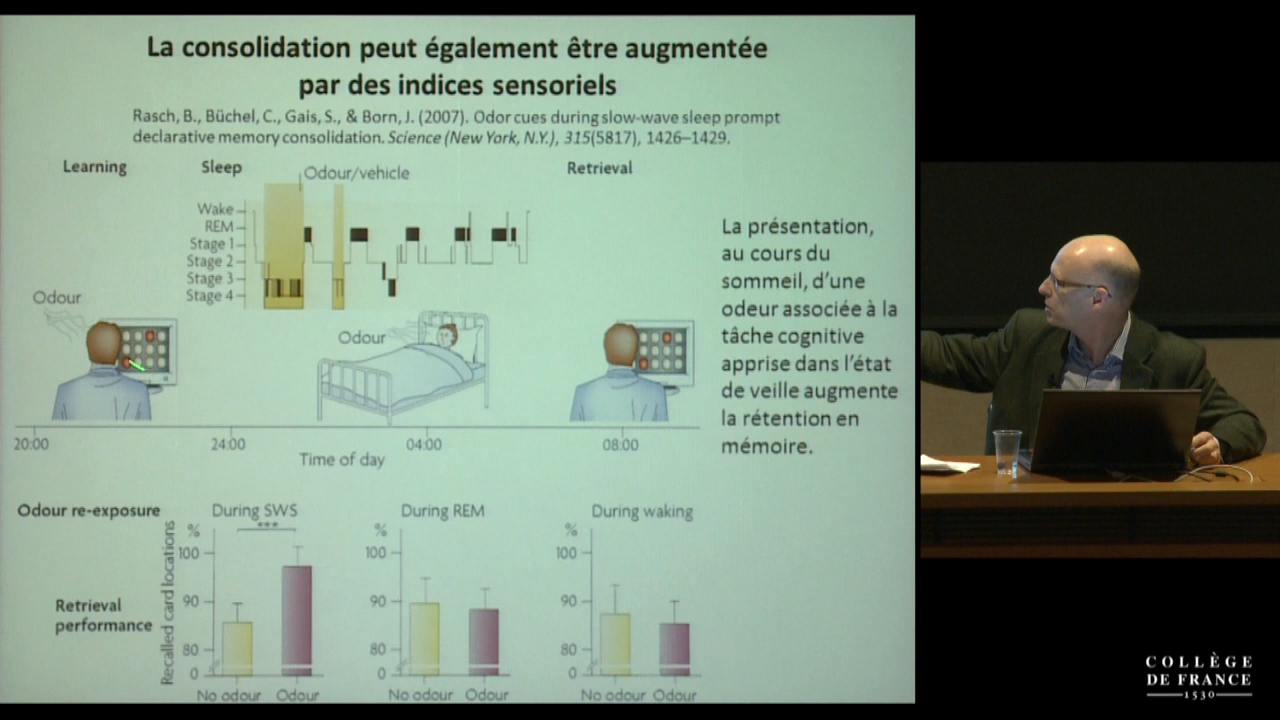 La consolidation peut également être augmentée
par des indices sensoriels
Rasch, B., Büchel, C., Gais, S., & Born, J. (2007). Odor cues during slow-wave sleep prompt
declarative memory consolidation. Science (New York, N.Y.), 315(5817), 1426–1429.
Learning
Sleep
Odour/vehicle
Retrieval
Wake
REM
Stage 1
Stage 2
Stage 3
Stage 4
Odour
Odour
La présentation,
au cours du
sommeil, d'une
odeur associée à la
tâche cognitive
apprise dans l'état
de veille augmente
la rétention en
mémoire.
20:00
24:00
04:00
08:00
Time of day
Odour re-exposure
During SWS
During REM
During waking
Retrieval
performance
Recalled card locations
%
100
90
80
0
***
No odour
Odour
%
100
90
80
0
No odour
Odour
%
100
90
80
0
No odour
Odour
COLLÈGE
DE FRANCE
1530